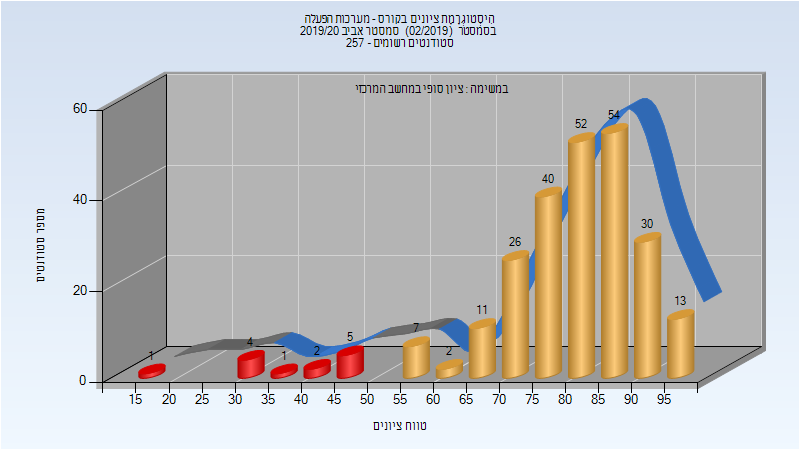 היסטוגרמת ציונים בקורס - מערכות הפעלה
בסמסטר (02/2019) סמסטר אביב 2019/20
סטודנטים רשומים - 257
במשימה : ציון סופי במחשב המרכזי
מספר סטודנטים
60
40
20
0
1
4
1
2
5
7
2
11
26
40
52
54
30
13
15 20 25 30 35 40 45 50 55 60 65 70 75 80 85 90 95
טווח ציונים